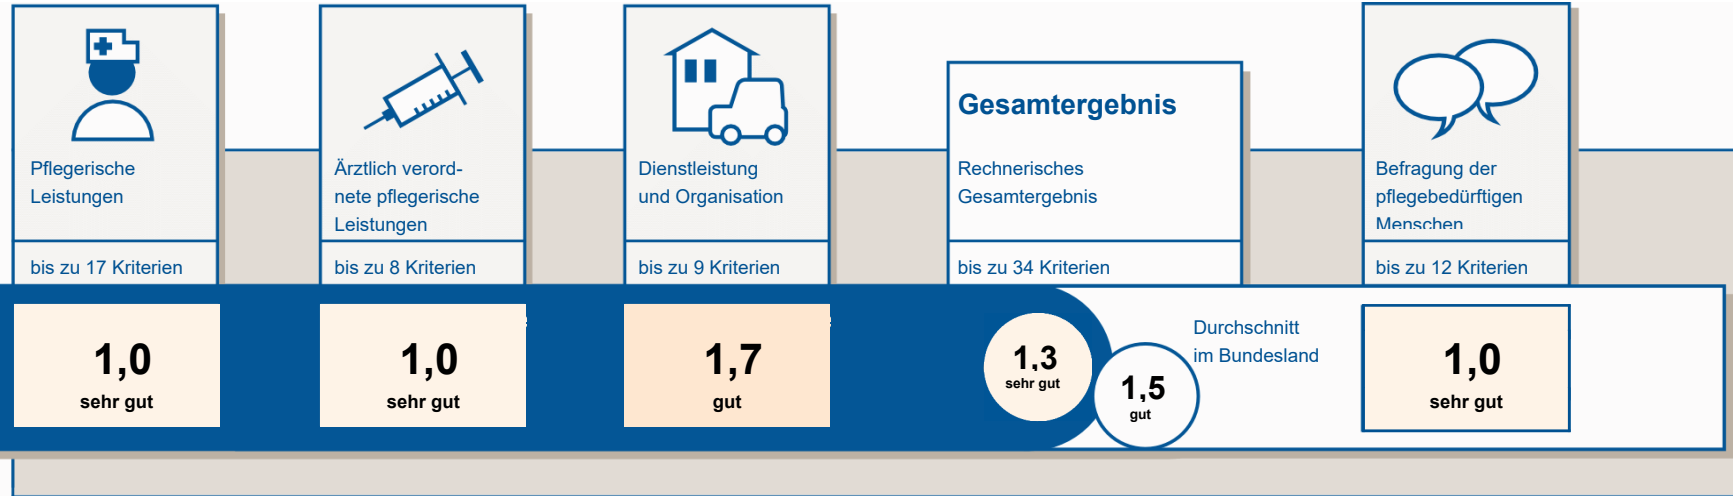 Pflegerische
Leistungen
bis zu 17 Kriterien
1,0
sehr gut
Ärztlich verord-
nete pflegerische
Leistungen
bis zu 8 Kriterien
1,0
sehr gut
Dienstleistung
und Organisation
bis zu 9 Kriterien
1,7
gut
Gesamtergebnis
Rechnerisches
Gesamtergebnis
bis zu 34 Kriterien
1,3
sehr gut
1,5
gut
Durchschnitt
im Bundesland
Befragung der
pflegebedürftigen
Menschen
bis zu 12 Kriterien
1,0
sehr gut